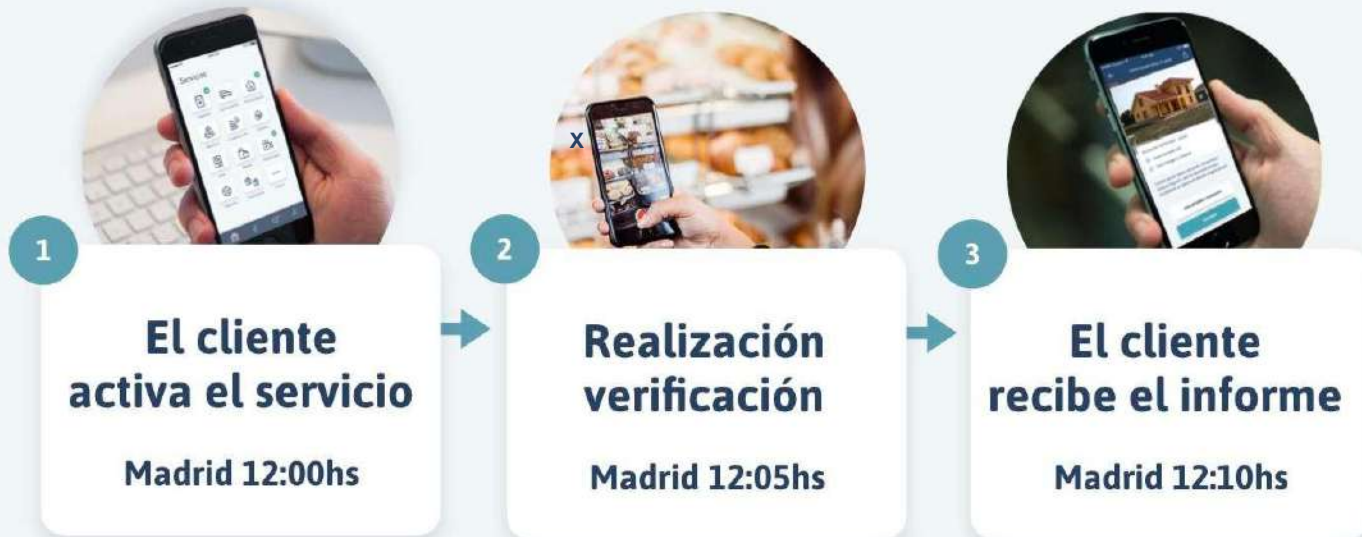 Servicios
X
1
El cliente
activa el servicio
Madrid 12:00hs
2
Realización
verificación
Madrid 12:05hs
3
El cliente
recibe el informe
Madrid 12:10hs